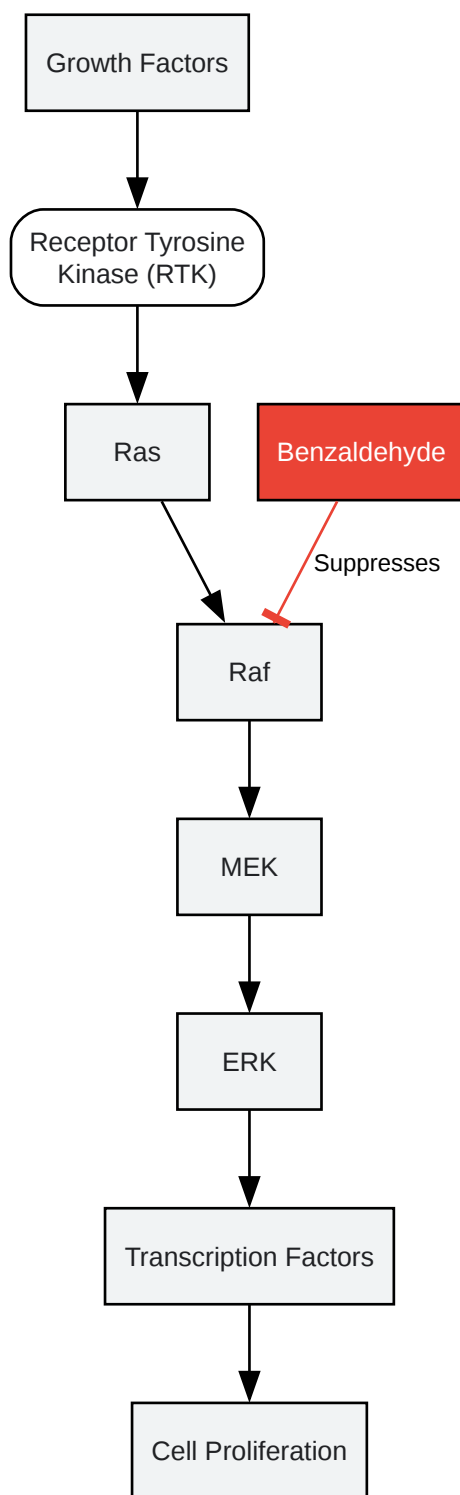 Growth Factors
Receptor Tyrosine
Kinase (RTK)
Ras
Benzaldehyde
Suppresses
Raf
MEK
ERK
Transcription Factors
Cell Proliferation